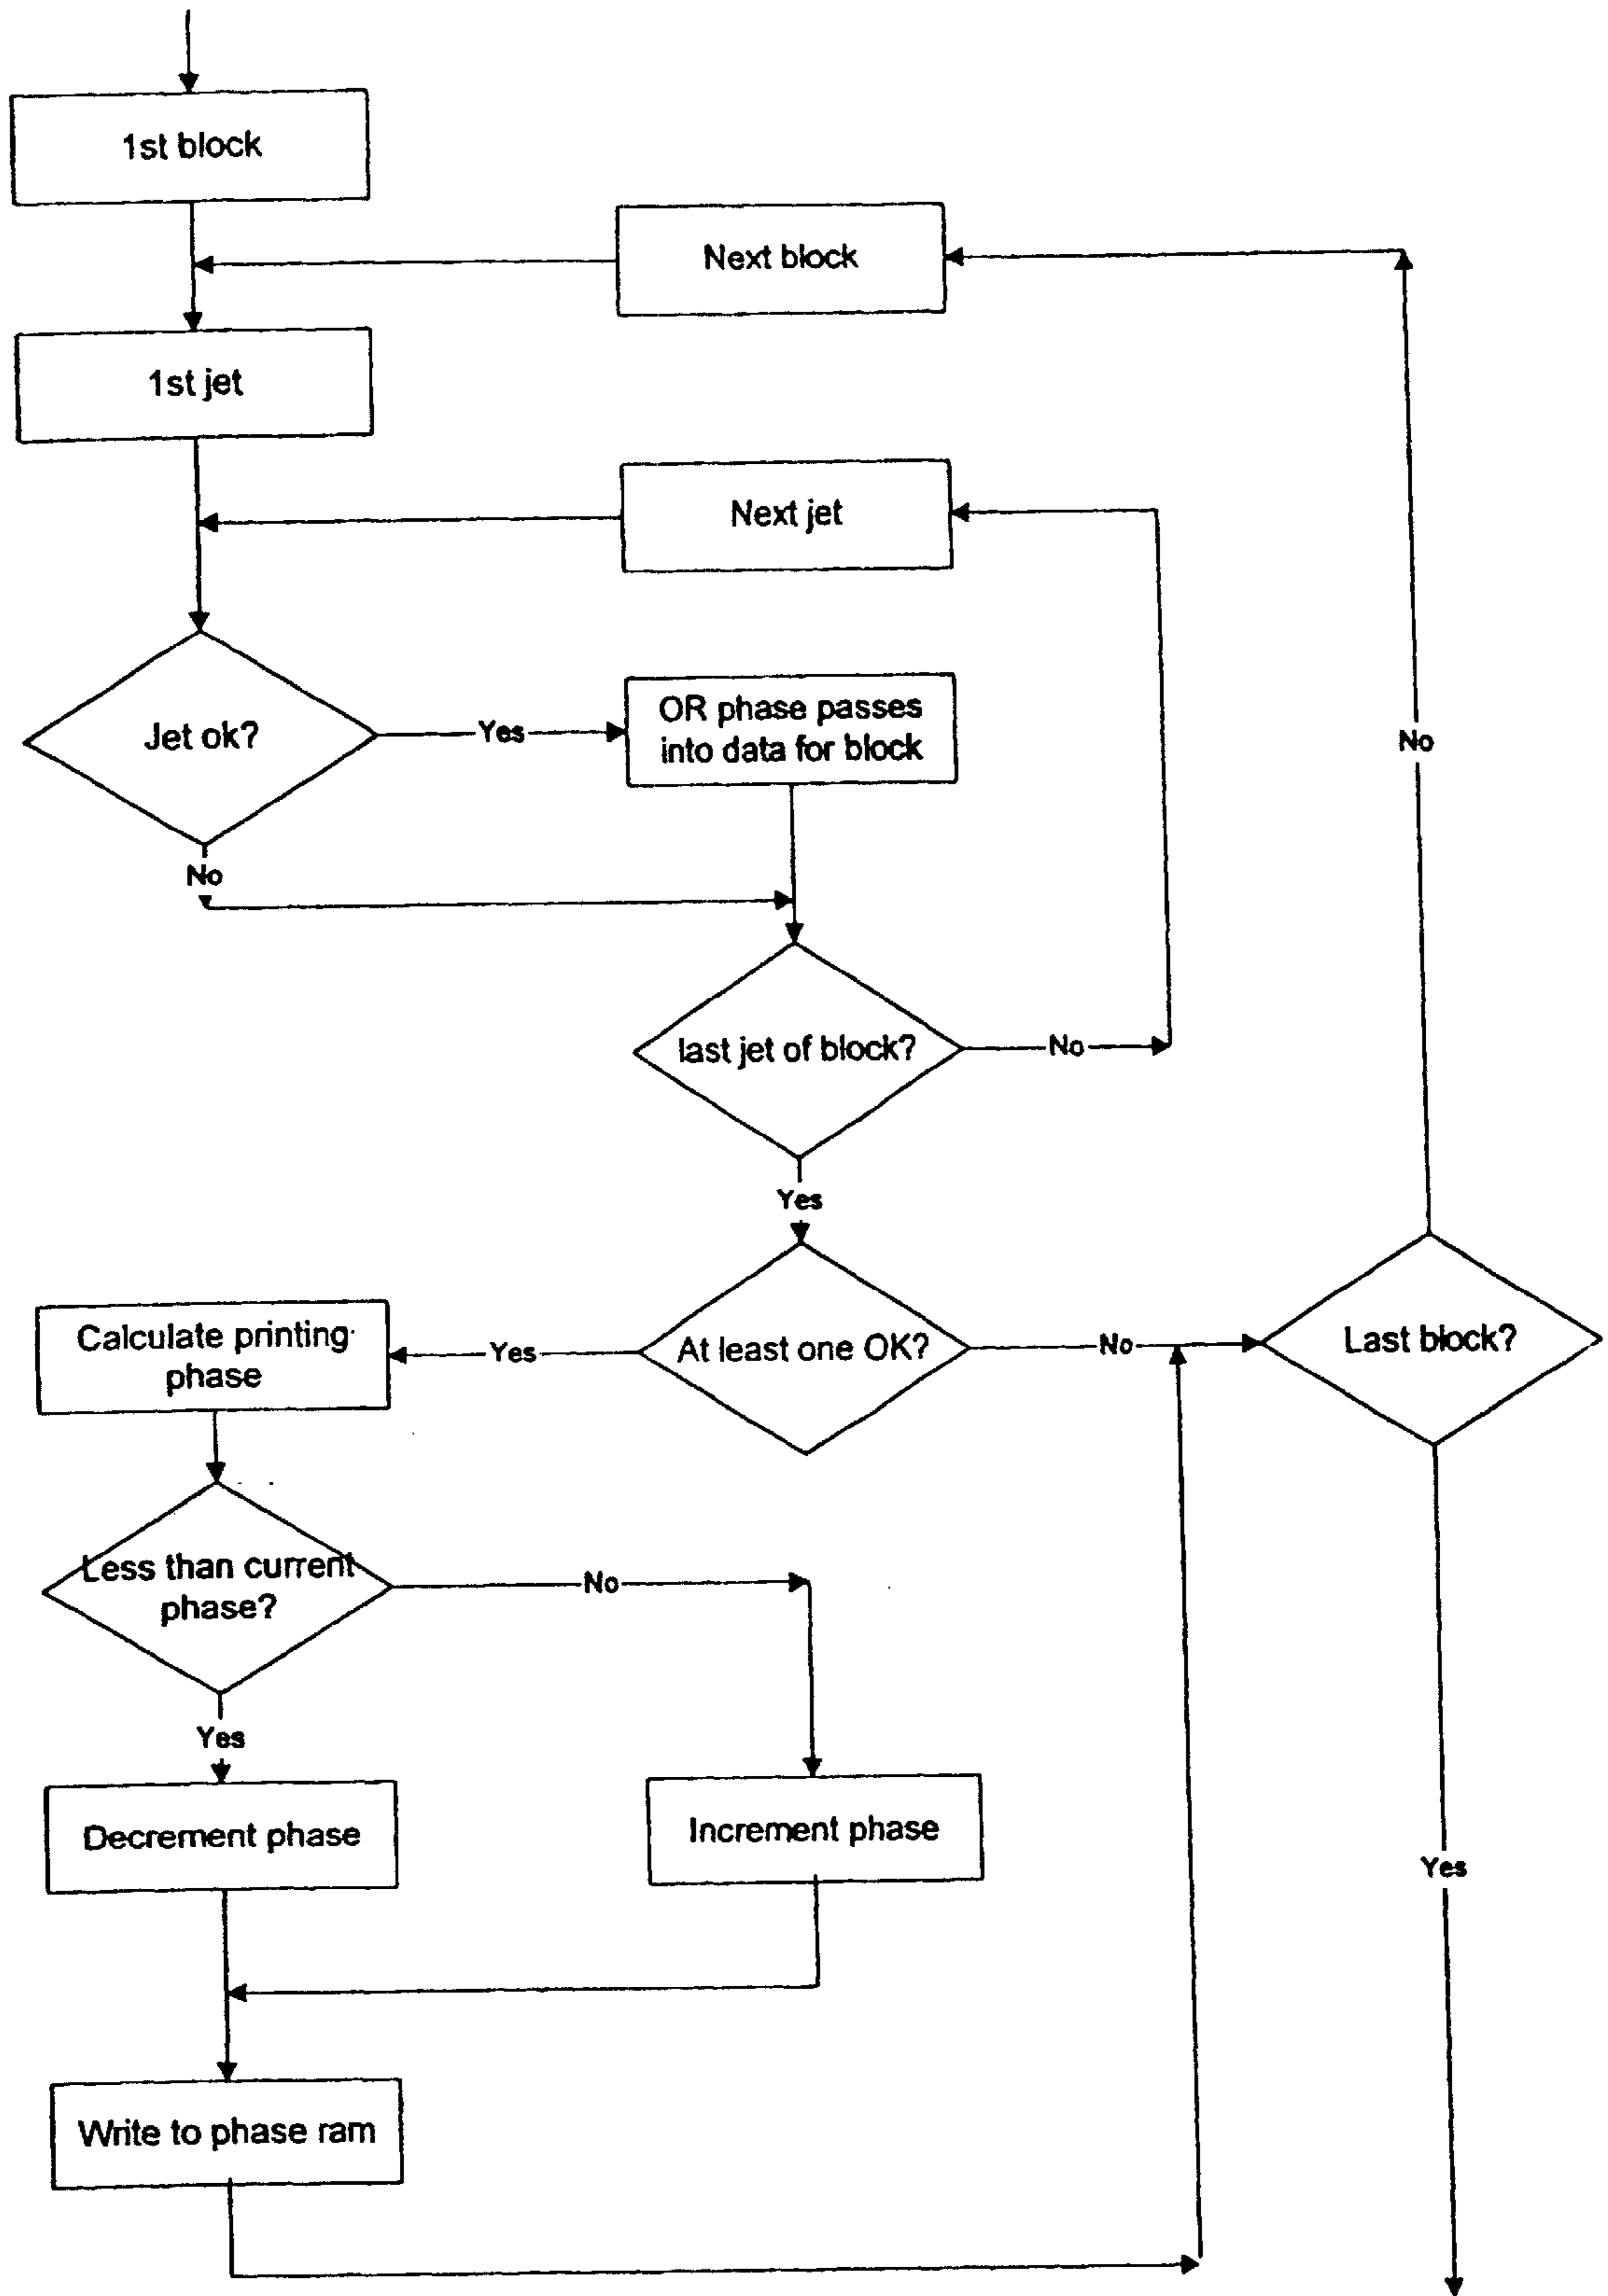 1st block
Next block
1st jet
Next jet
Jet ok?
Yes
OR phase passes
into data for block
No
No
last jet of block?
No
Yes
Calculate printing
phase
Yes
At least one OK?
No
Last block?
Less than current
phase?
No
Yes
Decrement phase
Increment phase
Yes
Write to phase ram